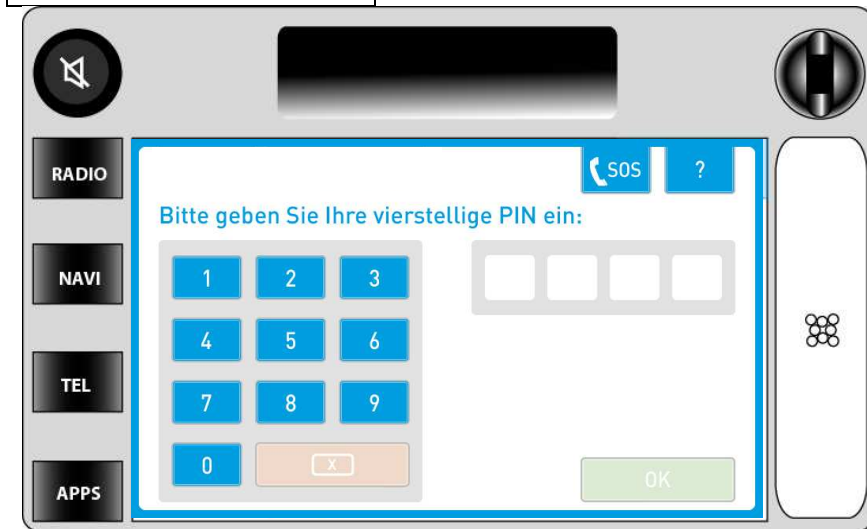 RADIO
NAVI
TEL
APPS
SOS
?
Bitte geben Sie Ihre vierstellige PIN ein:
1 2 3
4 5 6
7 8 9
0 X
OK